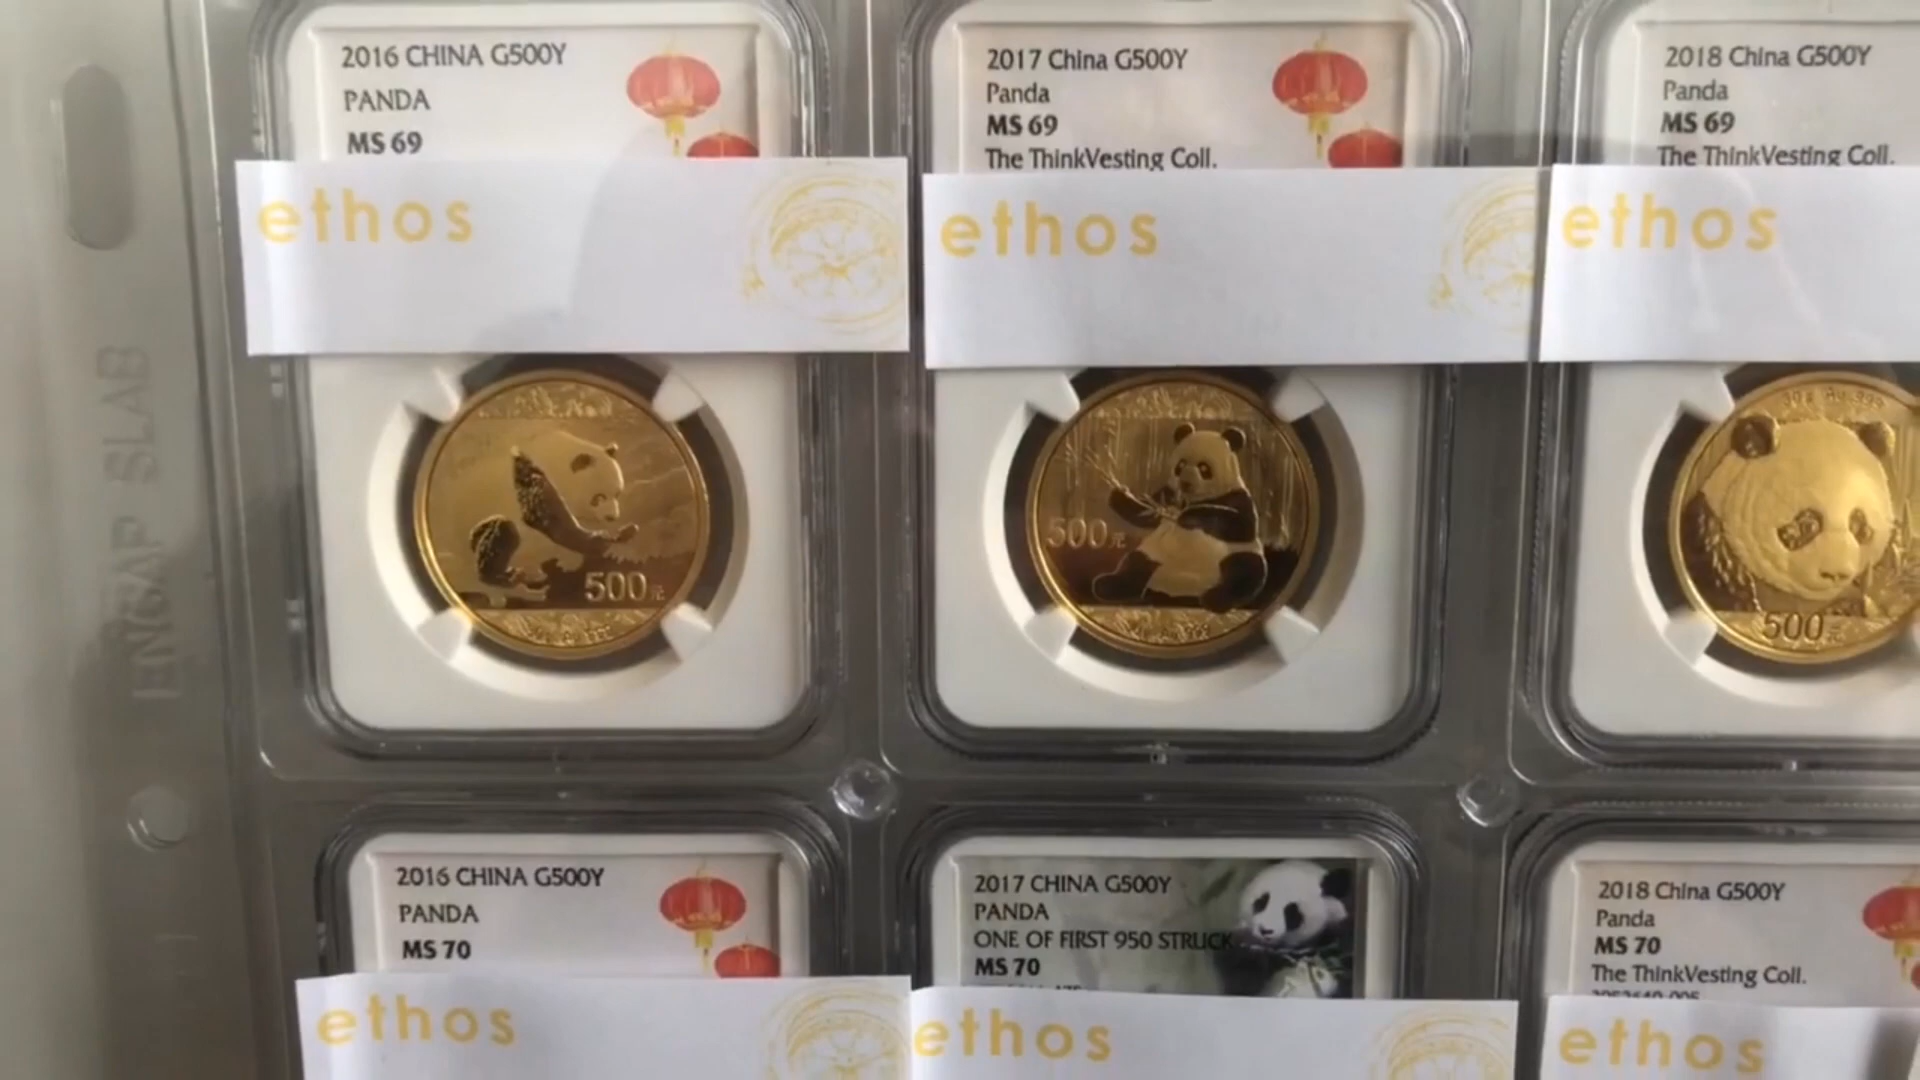 2016 CHINA G500Y
PANDA
MS 69
ethos
500元
2017 China G500Y
Panda
MS 69
The ThinkVesting Coll.
ethos
500元
2018 China G500Y
Panda
MS 69
The ThinkVesting Coll.
ethos
30g Au.999
500元
ENCAP SLAB
2016 CHINA G500Y
PANDA
MS 70
ethos
2017 CHINA G500Y
PANDA
ONE OF FIRST 950 STRUCK
MS 70
ethos
2018 China G500Y
Panda
MS 70
The ThinkVesting Coll.
ethos